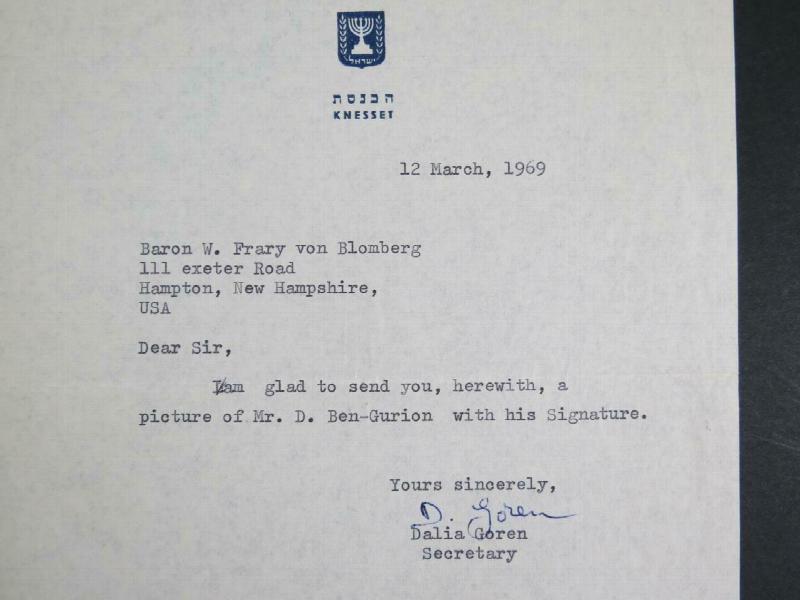 ישראל
הכנסת
KNESSET
12 March, 1969
Baron W. Frary von Blomberg
111 exeter Road
Hampton, New Hampshire,
USA
Dear Sir,
I am glad to send you, herewith, a
picture of Mr. D. Ben-Gurion with his Signature.
Yours sincerely,
D. Goren
Dalia Goren
Secretary